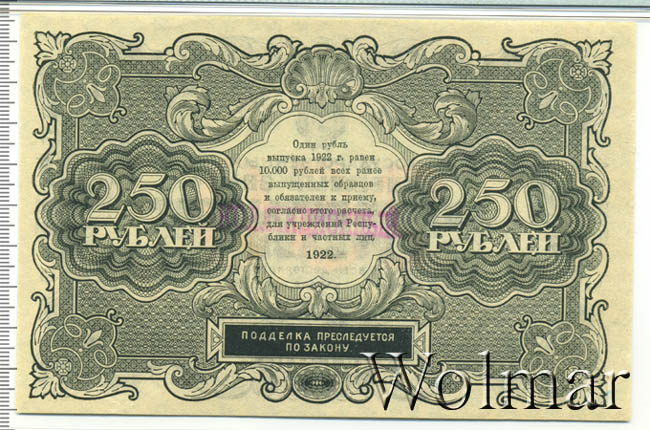 Один рубль
выпуска 1922 г. равен
10.000 рублей всех ранее
выпущенных образцов
и обязателен к приему,
согласно этого расчета,
для учреждений Респу-
блики и частных лиц.
1922.
250
РУБЛЕЙ
250
РУБЛЕЙ
ПОДДЕЛКА ПРЕСЛЕДУЕТСЯ
ПО ЗАКОНУ.
Wolmar